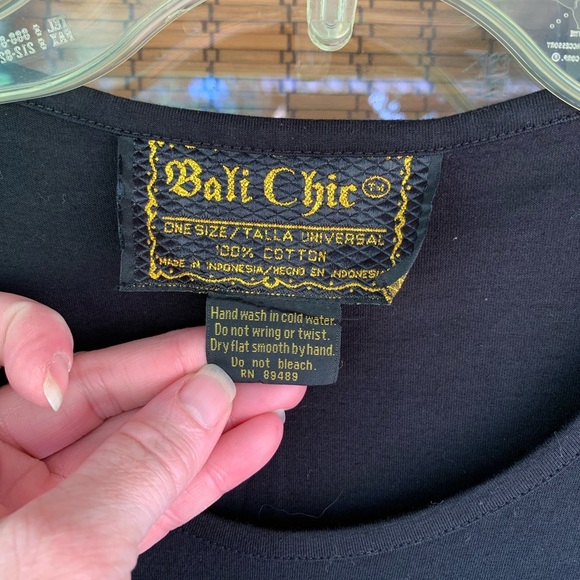 Bali Chic TM
ONE SIZE/TALLA UNIVERSAL
100% COTTON
MADE IN INDONESIA/HECHO EN INDONESIA
Hand wash in cold water.
Do not wring or twist.
Dry flat smooth by hand.
Do not bleach.
RN 89489